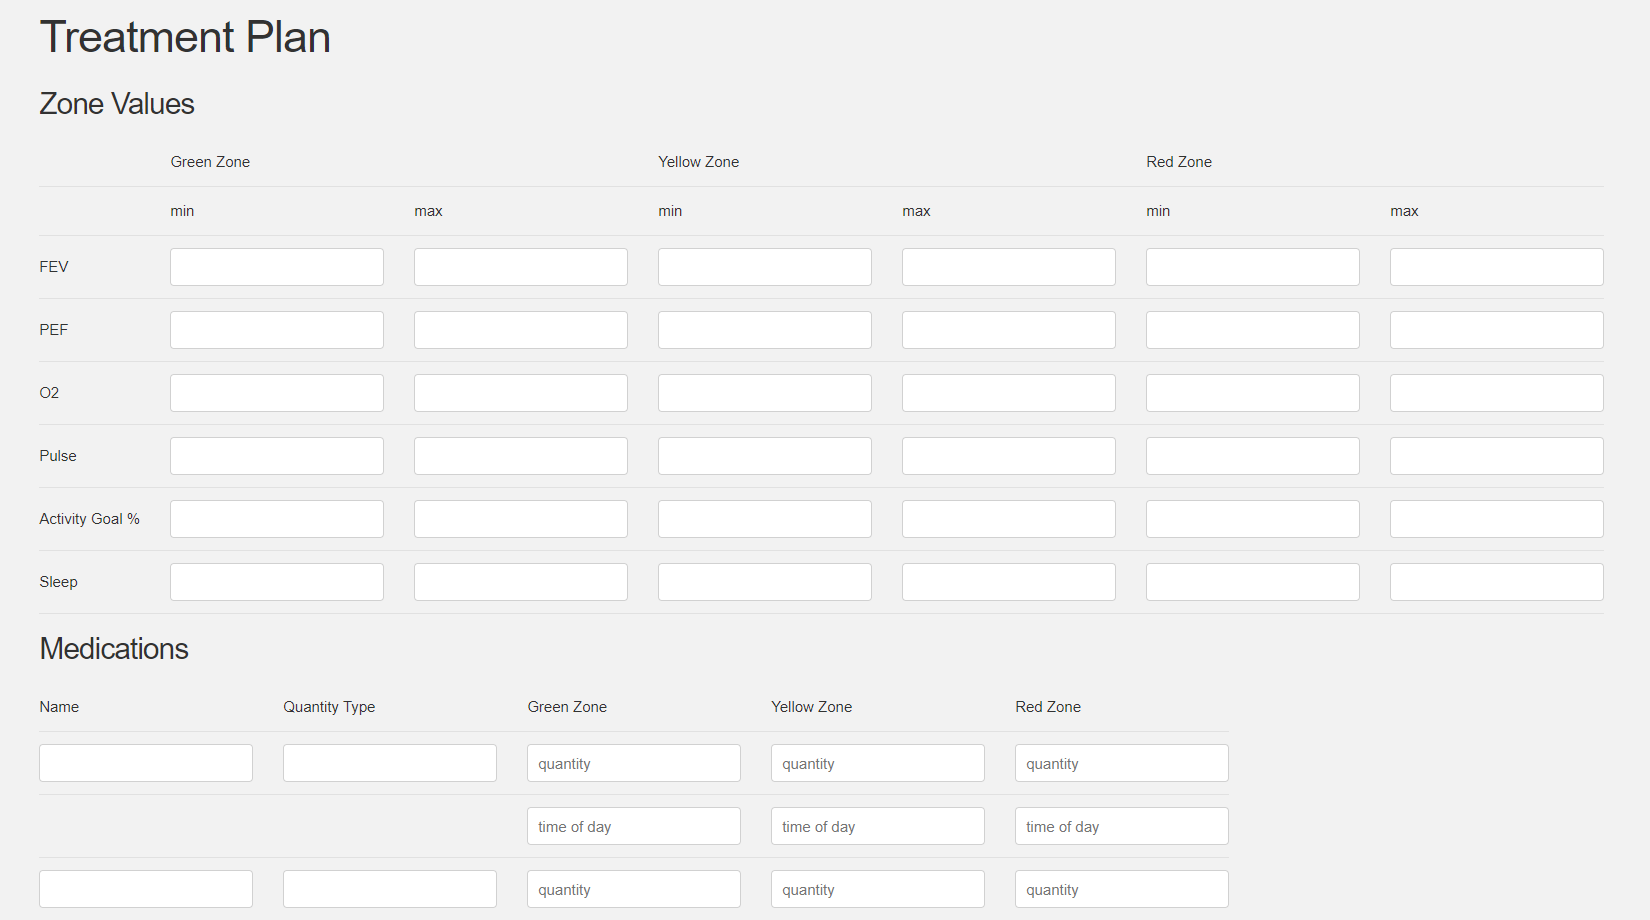 Treatment Plan
Zone Values
Green Zone Yellow Zone Red Zone
min max min max min max
FEV
PEF
O2
Pulse
Activity Goal %
Sleep
Medications
Name Quantity Type Green Zone Yellow Zone Red Zone
quantity quantity quantity
time of day time of day time of day
quantity quantity quantity